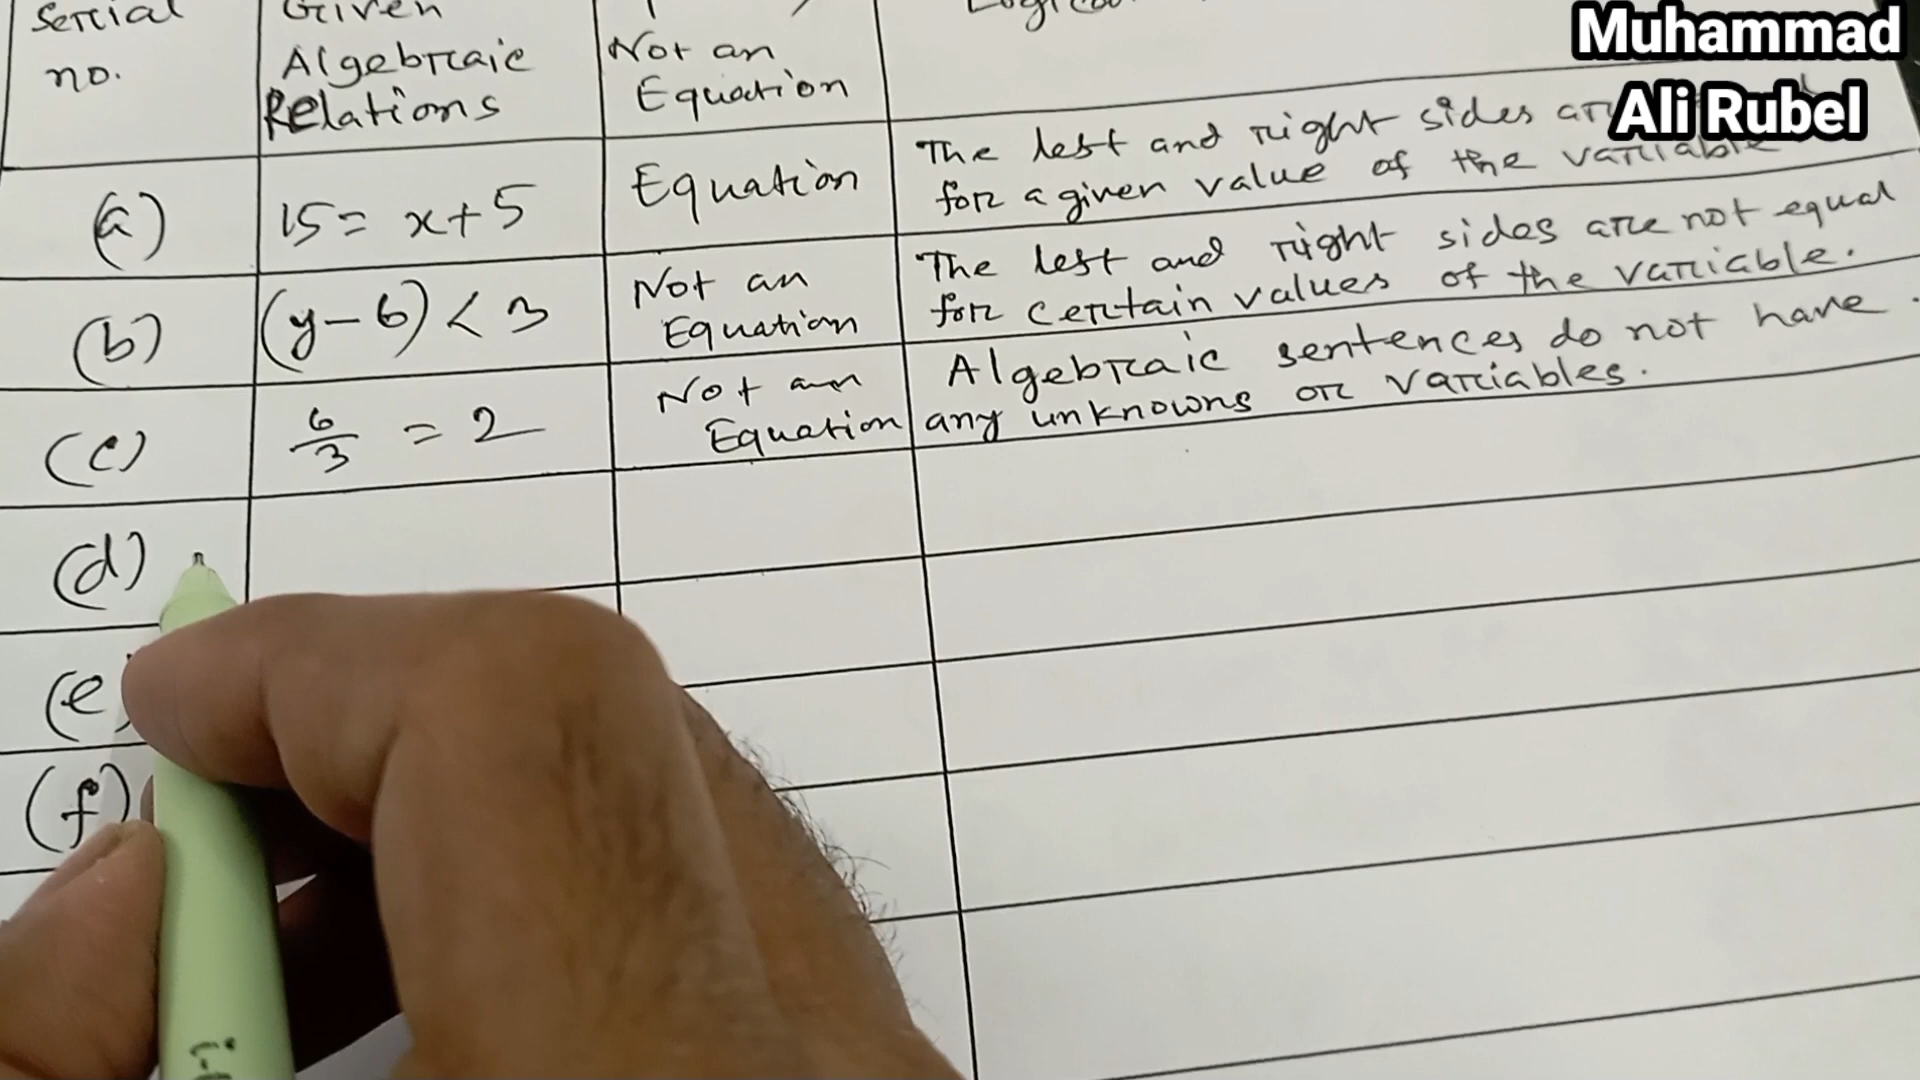 Muhammad
Ali Rubel
Serial
no.
Given
Algebraic
Relations
Not an
Equation
(a)
15 = x + 5
Equation
The left and right sides are
for a given value of the variable
(b)
(y - 6) < 3
Not an
Equation
The left and right sides are not equal
for certain values of the variable.
(c)
6/3 = 2
Not an
Equation
Algebraic sentences do not have
any unknowns or variables.
(d)
(e)
(f)